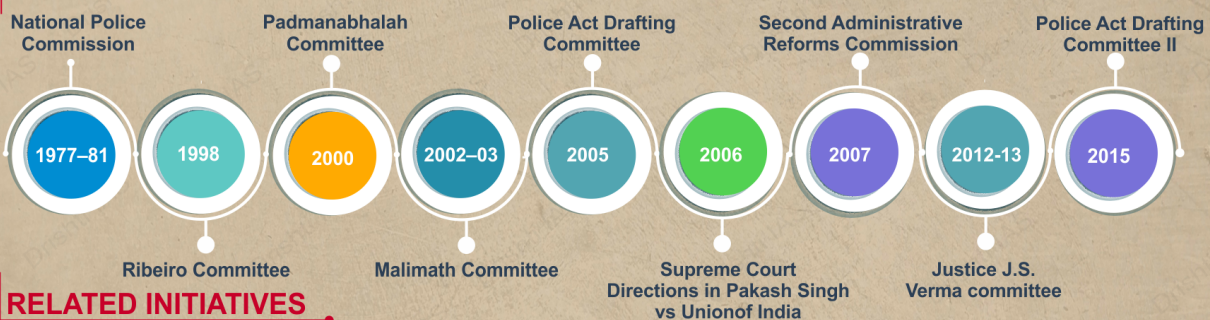 National Police
Commission
Padmanabhalah
Committee
Police Act Drafting
Committee
Second Administrative
Reforms Commission
Police Act Drafting
Committee II
1977–81
1998
2000
2002–03
2005
2006
2007
2012-13
2015
Ribeiro Committee
Malimath Committee
Supreme Court
Directions in Pakash Singh
vs Unionof India
Justice J.S.
Verma committee
RELATED INITIATIVES